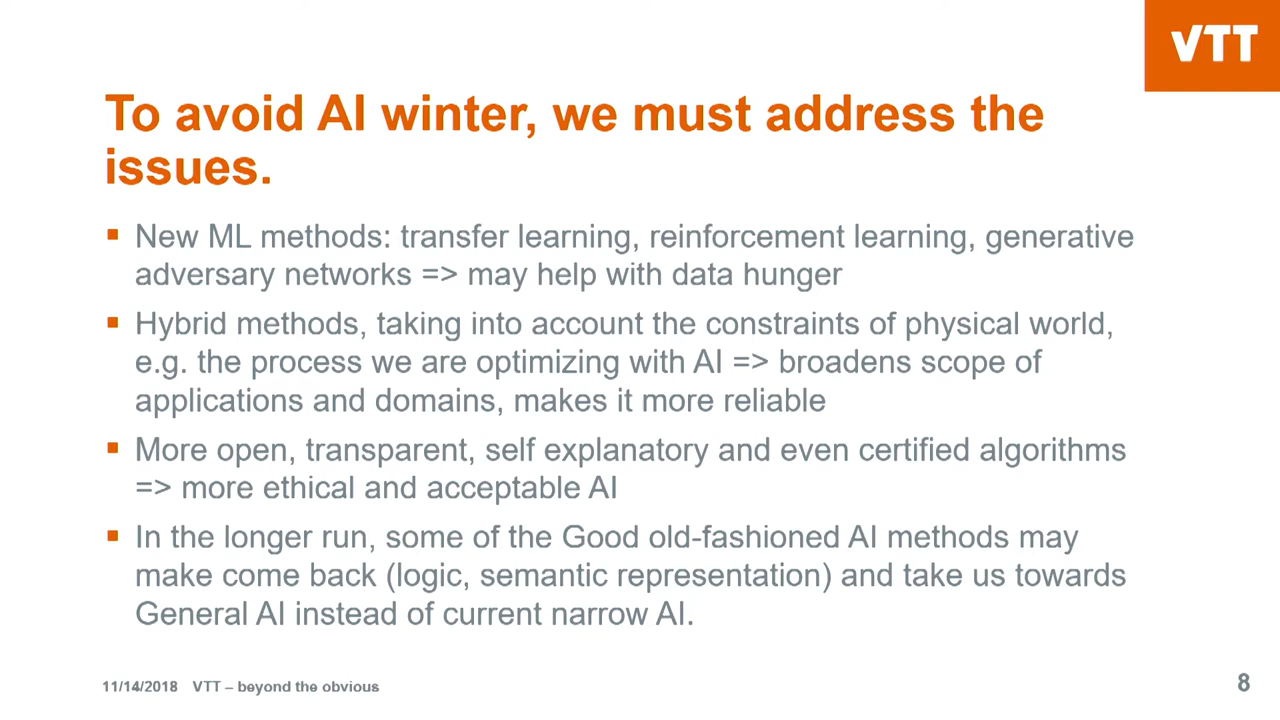 VTT
To avoid AI winter, we must address the
issues.
▪ New ML methods: transfer learning, reinforcement learning, generative
adversary networks => may help with data hunger
▪ Hybrid methods, taking into account the constraints of physical world,
e.g. the process we are optimizing with AI => broadens scope of
applications and domains, makes it more reliable
▪ More open, transparent, self explanatory and even certified algorithms
=> more ethical and acceptable AI
▪ In the longer run, some of the Good old-fashioned AI methods may
make come back (logic, semantic representation) and take us towards
General AI instead of current narrow AI.
11/14/2018 VTT – beyond the obvious 8